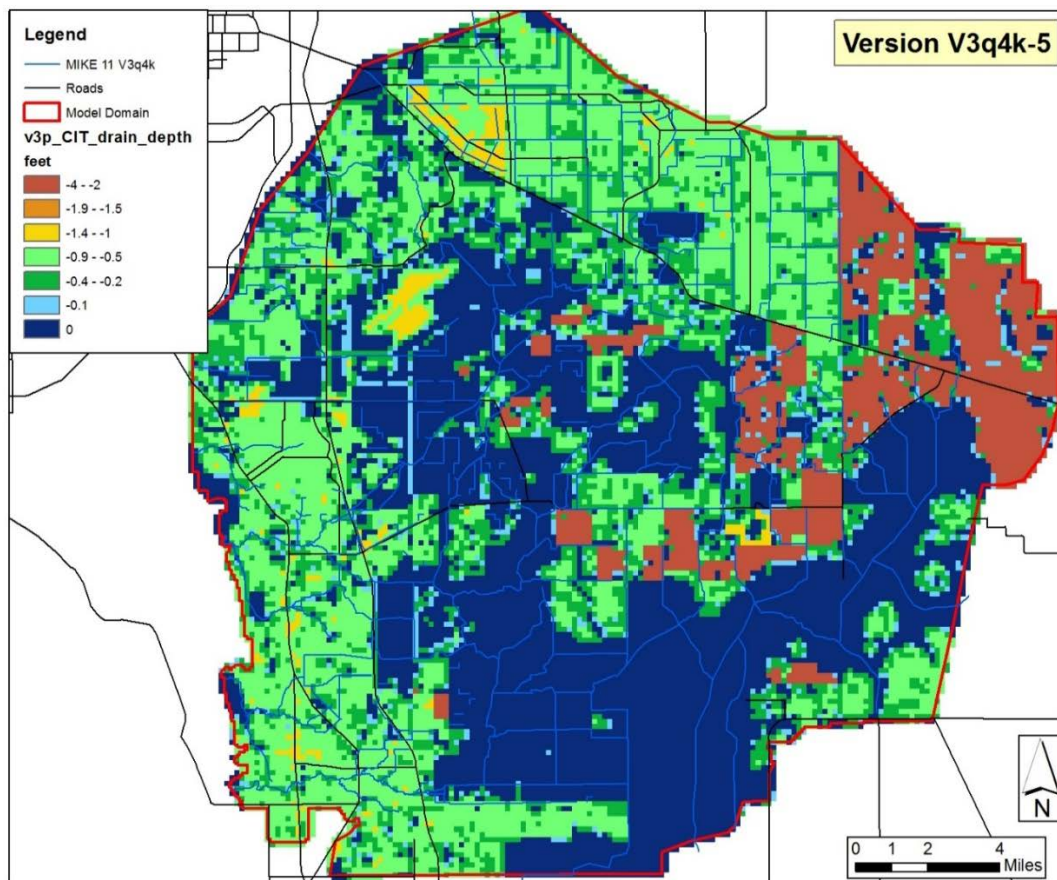 Version V3q4k-5
Legend
MIKE 11 V3q4k
Roads
Model Domain
v3p_CIT_drain_depth
feet
-4 - -2
-1.9 - -1.5
-1.4 - -1
-0.9 - -0.5
-0.4 - -0.2
-0.1
0
N
0 1 2 4
Miles